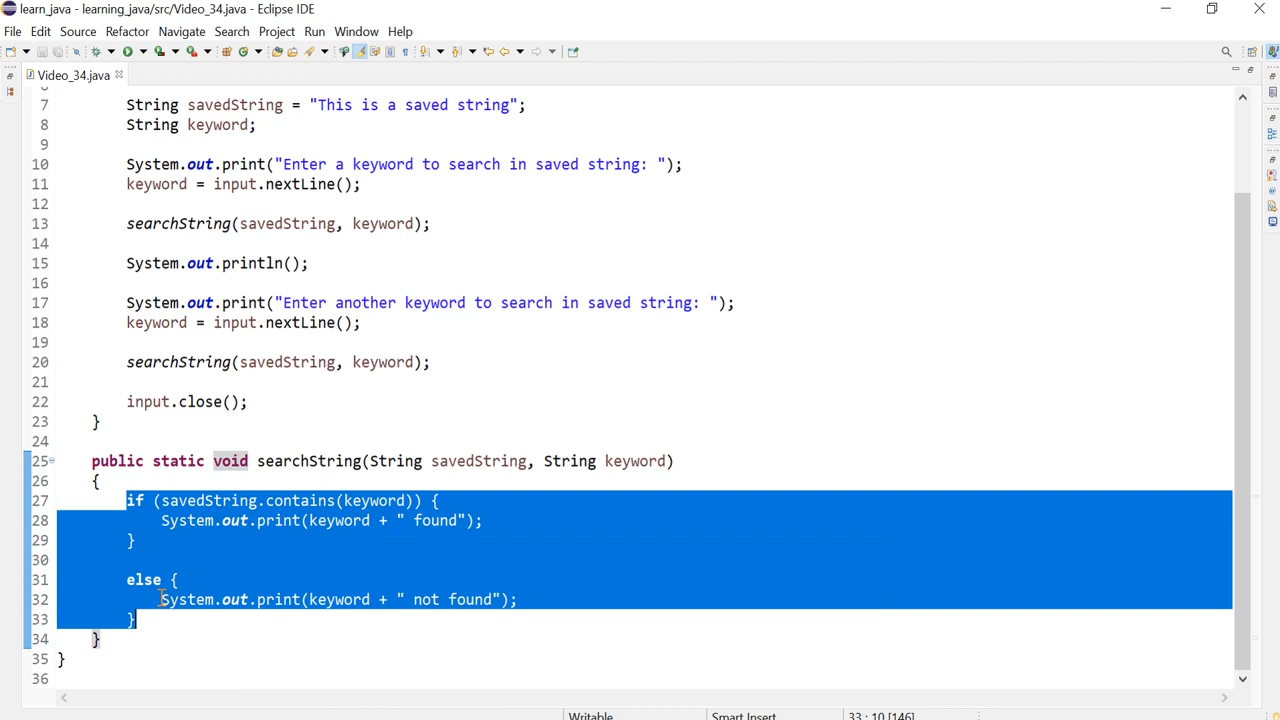 learn_java - learning_java/src/Video_34.java - Eclipse IDE
File Edit Source Refactor Navigate Search Project Run Window Help
Video_34.java
7 String savedString = "This is a saved string";
8 String keyword;
9
10 System.out.print("Enter a keyword to search in saved string: ");
11 keyword = input.nextLine();
12
13 searchString(savedString, keyword);
14
15 System.out.println();
16
17 System.out.print("Enter another keyword to search in saved string: ");
18 keyword = input.nextLine();
19
20 searchString(savedString, keyword);
21
22 input.close();
23 }
24
25 public static void searchString(String savedString, String keyword)
26 {
27 if (savedString.contains(keyword)) {
28 System.out.print(keyword + " found");
29 }
30
31 else {
32 System.out.print(keyword + " not found");
33 }
34 }
35 }
36
Writable Smart Insert 33 : 10 [146]